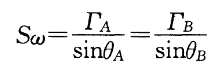 Sω = Γ_A / sinθ_A = Γ_B / sinθ_B